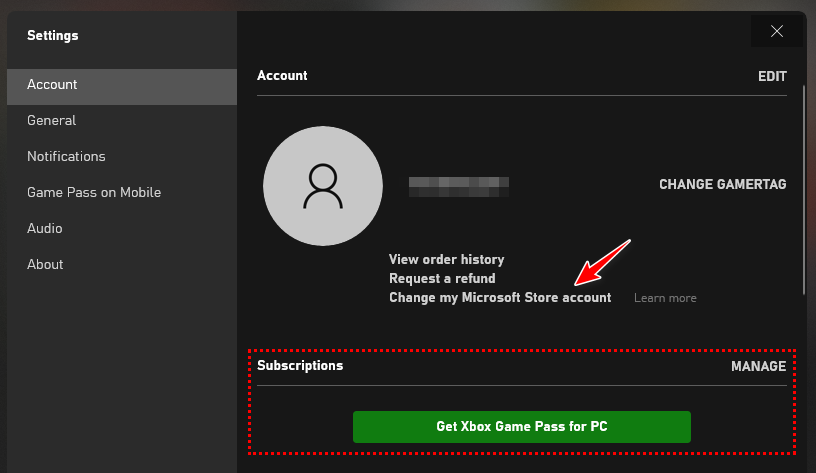 Settings
Account
General
Notifications
Game Pass on Mobile
Audio
About
Account
EDIT
CHANGE GAMERTAG
View order history
Request a refund
Change my Microsoft Store account Learn more
Subscriptions
MANAGE
Get Xbox Game Pass for PC